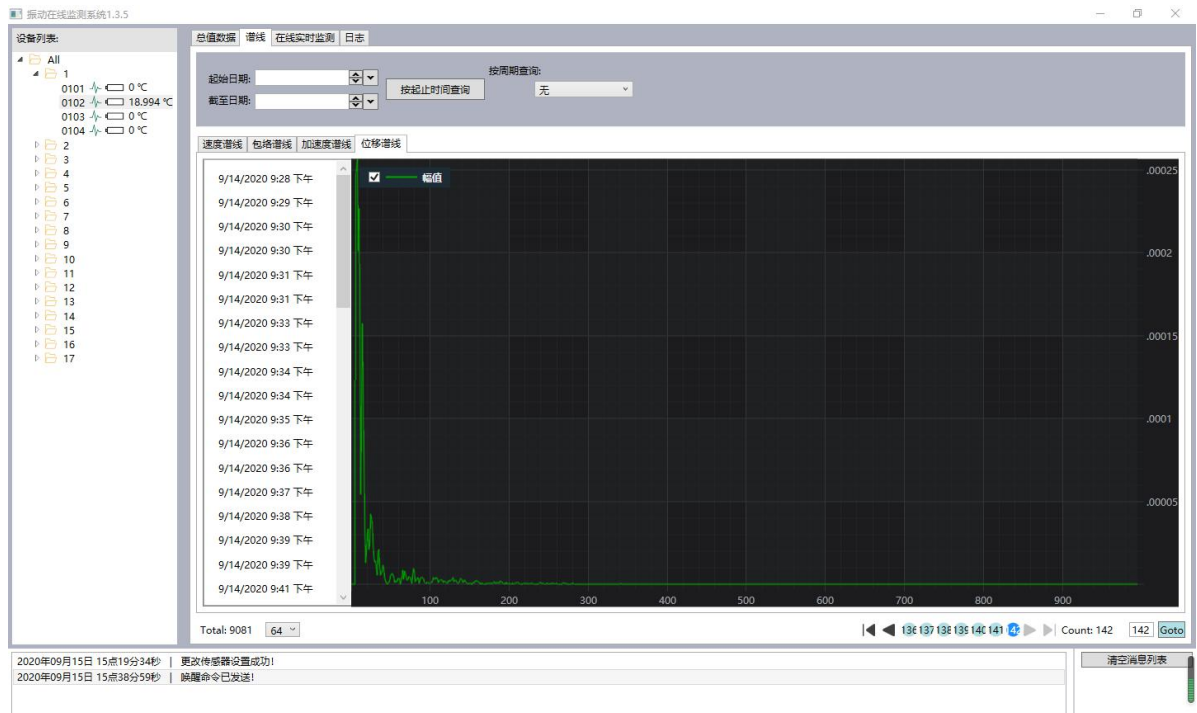 振动在线监测系统1.3.5
设备列表:
总值数据 谱线 在线实时监测 日志
All
1
0101 0 ℃
0102 18.994 ℃
0103 0 ℃
0104 0 ℃
2
3
4
5
6
7
8
9
10
11
12
13
14
15
16
17
起始日期:
截至日期:
按起止时间查询
按周期查询:
无
速度谱线 包络谱线 加速度谱线 位移谱线
9/14/2020 9:28 下午
9/14/2020 9:29 下午
9/14/2020 9:30 下午
9/14/2020 9:30 下午
9/14/2020 9:31 下午
9/14/2020 9:31 下午
9/14/2020 9:33 下午
9/14/2020 9:33 下午
9/14/2020 9:34 下午
9/14/2020 9:34 下午
9/14/2020 9:35 下午
9/14/2020 9:36 下午
9/14/2020 9:36 下午
9/14/2020 9:37 下午
9/14/2020 9:38 下午
9/14/2020 9:39 下午
9/14/2020 9:39 下午
9/14/2020 9:41 下午
幅值
.00025
.0002
.00015
.0001
.00005
100 200 300 400 500 600 700 800 900
Total: 9081 64
137 138 139 140 141 Count: 142 142 Goto
2020年09月15日 15点19分34秒 | 更改传感器设置成功!
2020年09月15日 15点38分59秒 | 唤醒命令已发送!
清空消息列表